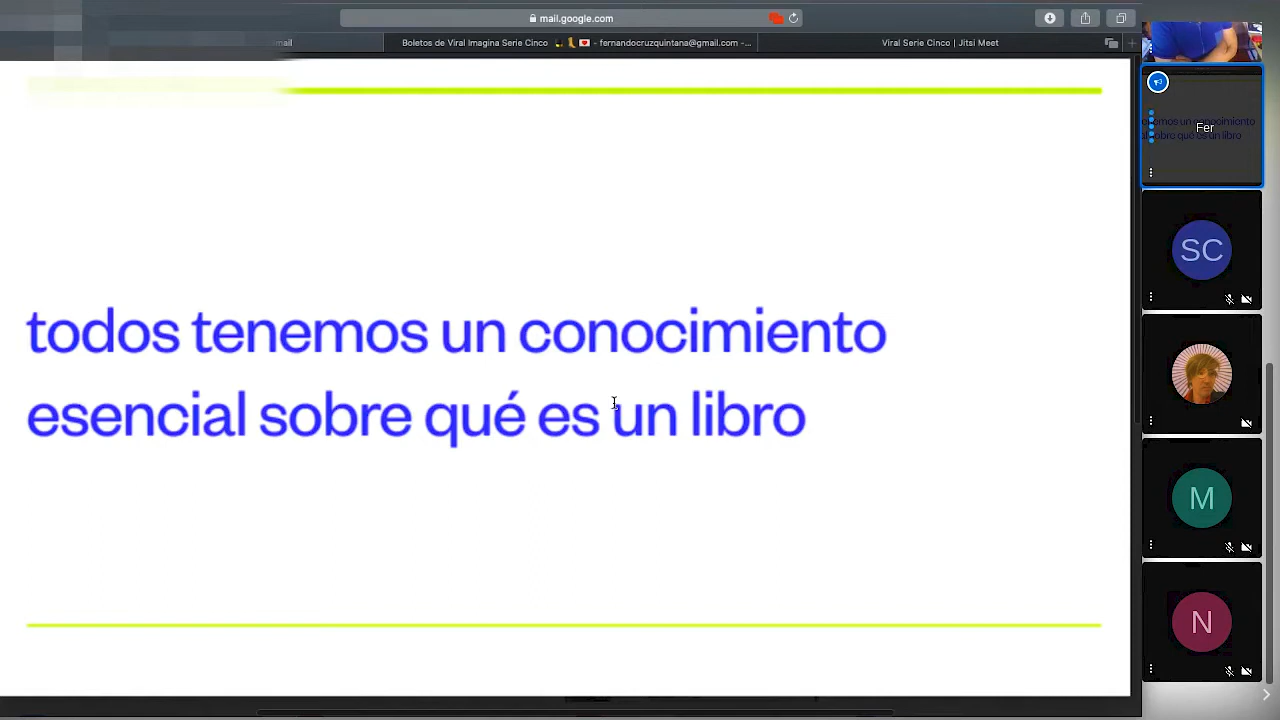 mail.google.com
mail
Boletos de Viral Imagina Serie Cinco - fernandocruzquintana@gmail.com -...
Viral Serie Cinco | Jitsi Meet
Fer
todos tenemos un conocimiento
esencial sobre qué es un libro
SC
M
N